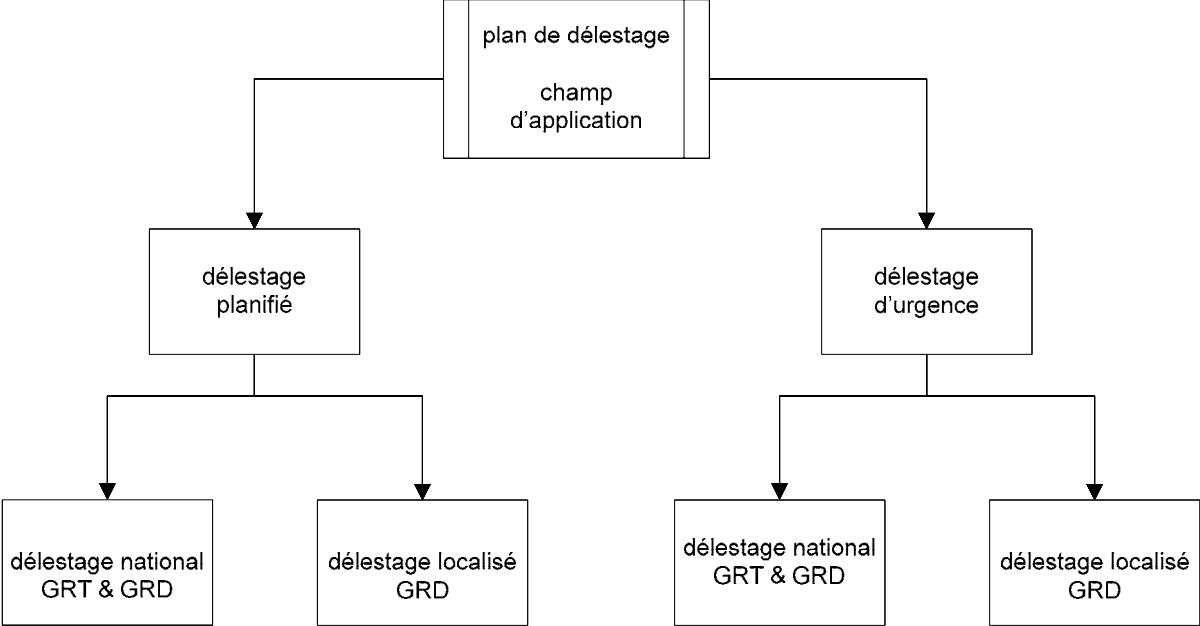 plan de délestage
champ
d’application
délestage
planifié
délestage
d’urgence
délestage national
GRT & GRD
délestage localisé
GRD
délestage national
GRT & GRD
délestage localisé
GRD